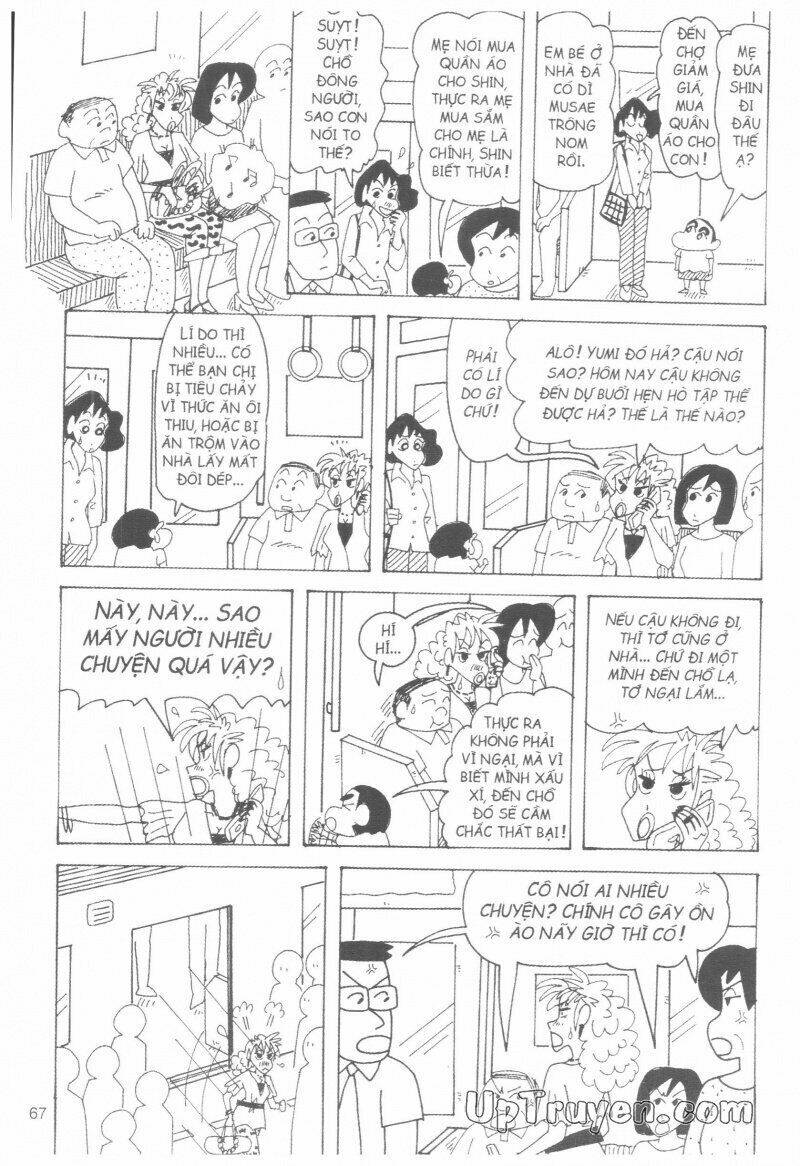 MẸ
ĐƯA
SHIN ĐI
ĐÂU
THẾ
Ạ?
ĐẾN
CHỢ
GIẢM
GIÁ,
MUA
QUẦN
ÁO CHO
CON!
EM BÉ Ở
NHÀ ĐÃ
CÓ DÌ
MUSAE
TRÔNG
NOM
RỒI.
MẸ NÓI MUA
QUẦN ÁO
CHO SHIN,
THỰC RA MẸ
MUA SẮM
CHO MẸ LÀ
CHÍNH, SHIN
BIẾT THỪA!
SUỴT!
SUỴT!
CHỖ
ĐÔNG
NGƯỜI,
SAO CON
NÓI TO
THẾ?
ALÔ! YUMI ĐÓ HẢ? CẬU NÓI
SAO? HÔM NAY CẬU KHÔNG
ĐẾN DỰ BUỔI HẸN HÒ TẬP THỂ
ĐƯỢC HẢ? THẾ LÀ THẾ NÀO?
PHẢI
CÓ LÍ
DO GÌ
CHỨ!
LÍ DO THÌ
NHIỀU... CÓ
THỂ BẠN CHỊ
BỊ TIÊU CHẢY
VÌ THỨC ĂN ÔI
THIU, HOẶC BỊ
ĂN TRỘM VÀO
NHÀ LẤY MẤT
ĐÔI DÉP...
NẾU CẬU KHÔNG ĐI,
THÌ TỚ CŨNG Ở
NHÀ... CHỨ ĐI MỘT
MÌNH ĐẾN CHỖ LẠ,
TỚ NGẠI LẮM...
HÍ
HÍ...
THỰC RA
KHÔNG PHẢI
VÌ NGẠI, MÀ VÌ
BIẾT MÌNH XẤU
XÍ, ĐẾN CHỖ
ĐÓ SẼ CẦM
CHẮC THẤT BẠI!
NÀY, NÀY... SAO
MẤY NGƯỜI NHIỀU
CHUYỆN QUÁ VẬY?
CÔ NÓI AI NHIỀU
CHUYỆN? CHÍNH CÔ GÂY ỒN
ÀO NÃY GIỜ THÌ CÓ!
67
UpTruyen.com